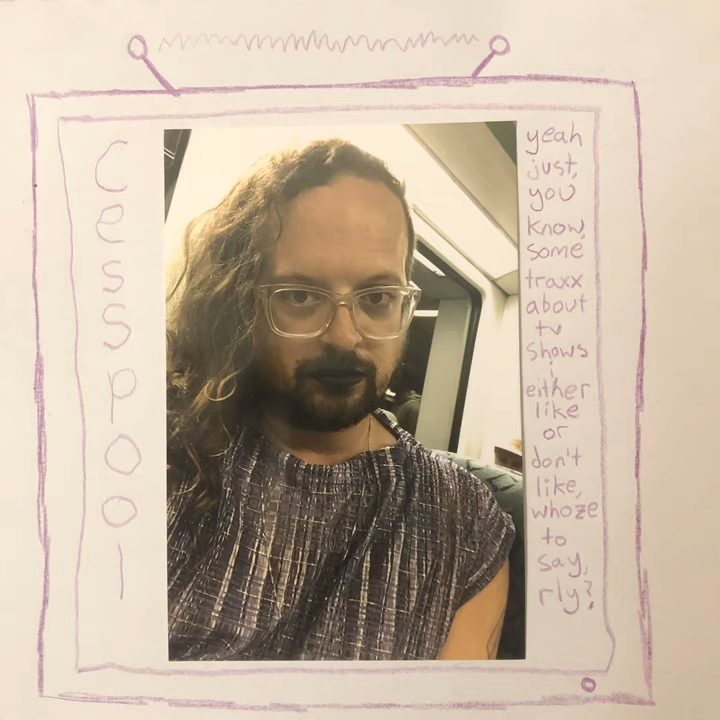 Cesspool
yeah
just,
you
know,
some
traxx
about
tv
shows
i
either
like
or
don't
like,
whoze
to
say,
rly?